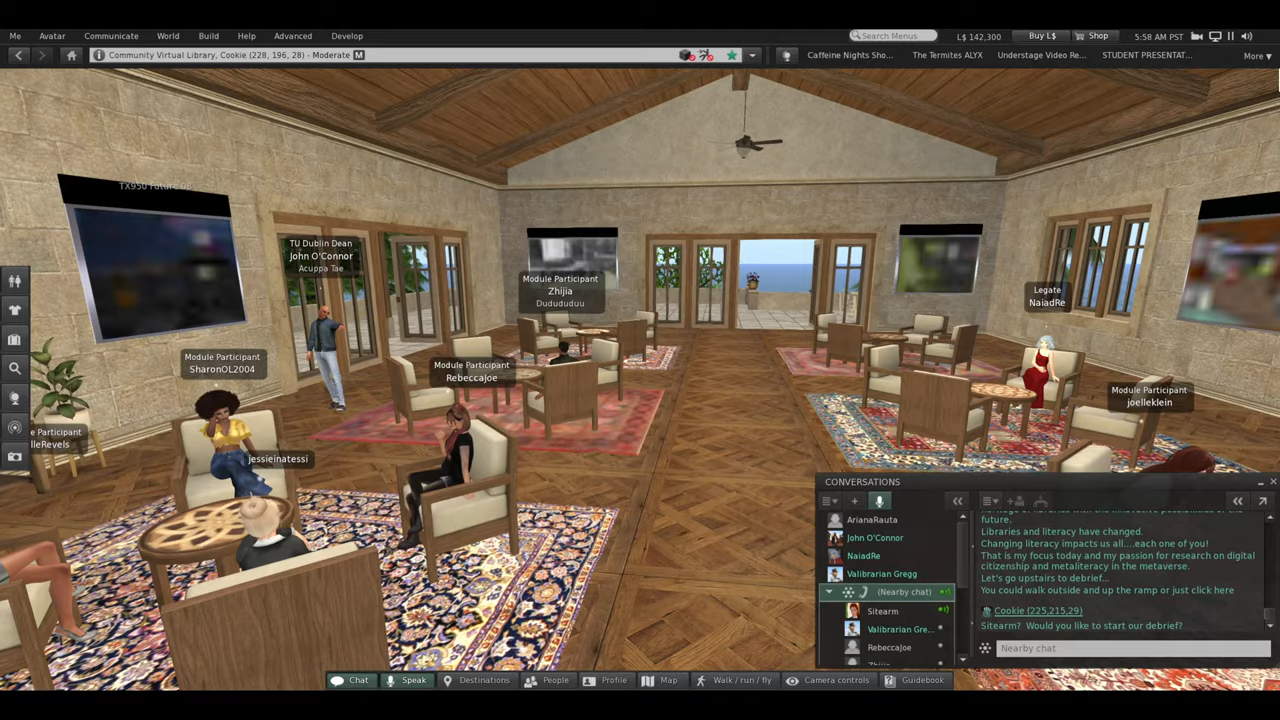 Me Avatar Communicate World Build Help Advanced Develop
Search Menus
L$ 142,300
Buy L$
Shop
5:58 AM PST
Community Virtual Library, Cookie (228, 196, 28) - Moderate M
Caffeine Nights Sho...
The Termites ALYX
Understage Video Re...
STUDENT PRESENTAT...
More
TU Dublin Dean
John O'Connor
Acuppa Tae
Module Participant
Zhijia
Dudududuu
Legate
NaiadRe
Module Participant
SharonOL2004
Module Participant
RebeccaJoe
Module Participant
joelleklein
e Participant
lleRevels
jessieinatessi
CONVERSATIONS
ArianaRauta
John O'Connor
NaiadRe
Valibrarian Gregg
(Nearby chat)
Sitearm
Valibrarian Gre...
RebeccaJoe
future.
Libraries and literacy have changed.
Changing literacy impacts us all....each one of you!
That is my focus today and my passion for research on digital
citizenship and metaliteracy in the metaverse.
Let's go upstairs to debrief...
You could walk outside and up the ramp or just click here
Cookie (225,215,29)
Sitearm? Would you like to start our debrief?
Nearby chat
Chat
Speak
Destinations
People
Profile
Map
Walk / run / fly
Camera controls
Guidebook